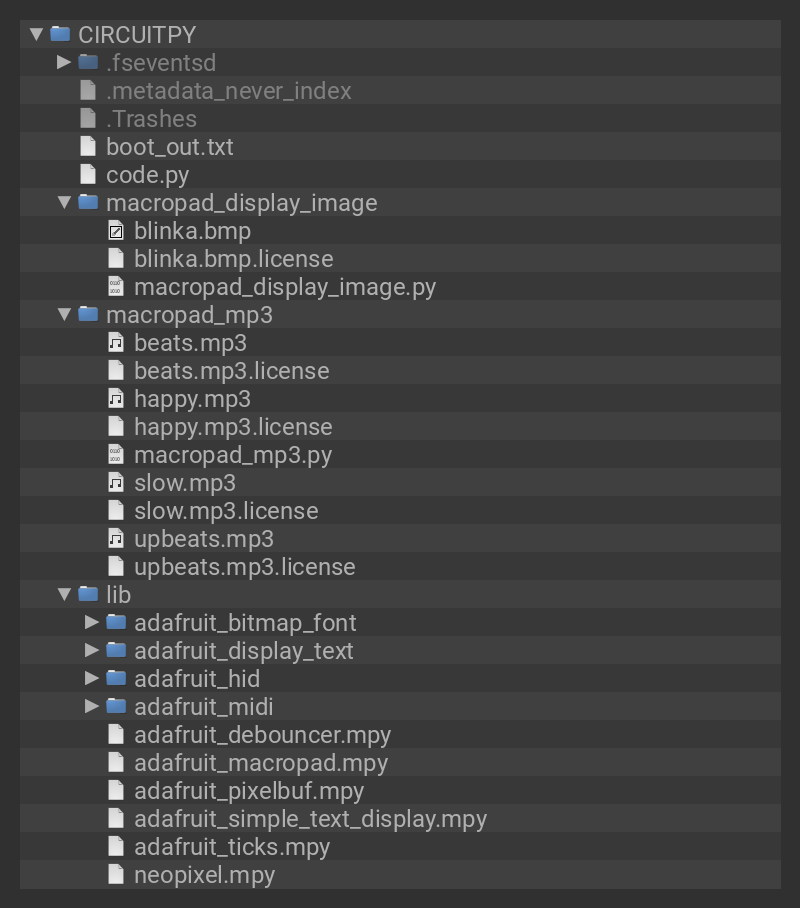 CIRCUITPY
.fseventsd
.metadata_never_index
.Trashes
boot_out.txt
code.py
macropad_display_image
blinka.bmp
blinka.bmp.license
macropad_display_image.py
macropad_mp3
beats.mp3
beats.mp3.license
happy.mp3
happy.mp3.license
macropad_mp3.py
slow.mp3
slow.mp3.license
upbeats.mp3
upbeats.mp3.license
lib
adafruit_bitmap_font
adafruit_display_text
adafruit_hid
adafruit_midi
adafruit_debouncer.mpy
adafruit_macropad.mpy
adafruit_pixelbuf.mpy
adafruit_simple_text_display.mpy
adafruit_ticks.mpy
neopixel.mpy